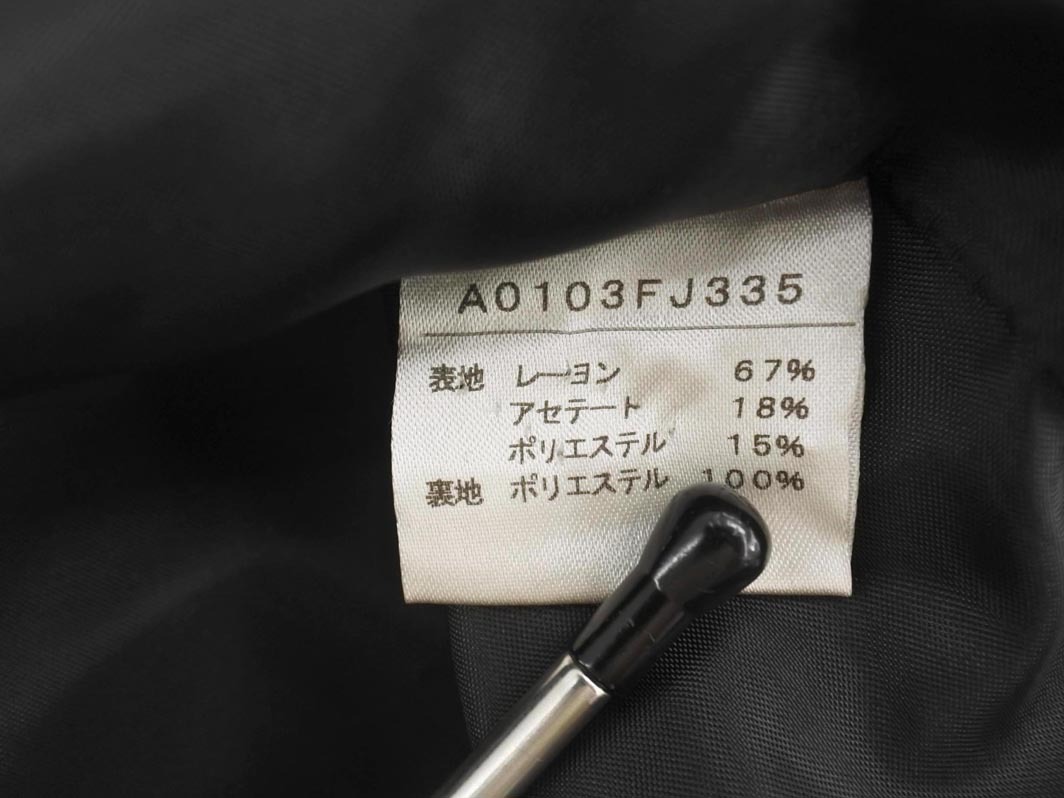 A0103FJ335
表地 レーヨン 67%
アセテート 18%
ポリエステル 15%
裏地 ポリエステル 100%